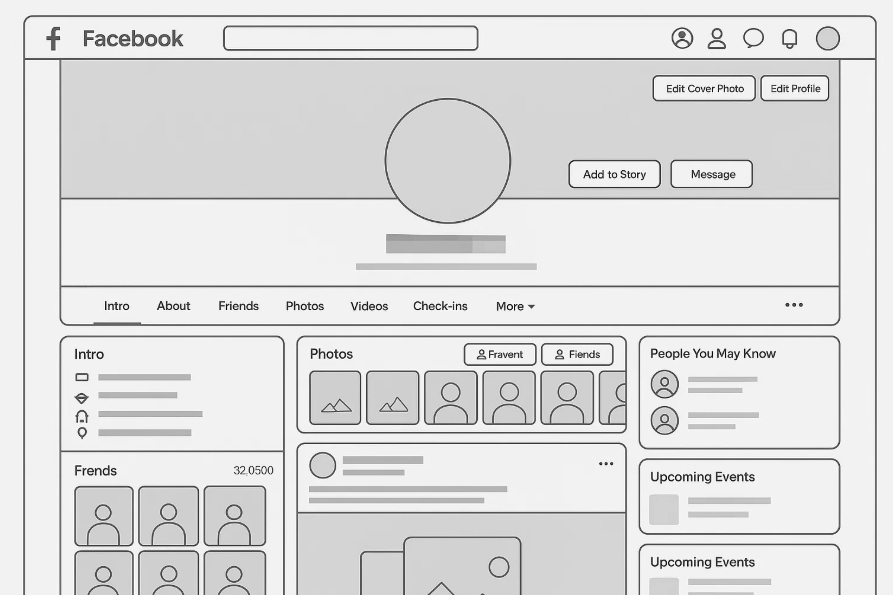 f Facebook
Edit Cover Photo Edit Profile
Add to Story Message
Intro About Friends Photos Videos Check-ins More
Intro
Frends 32,0500
Photos Fravent Fiends
People You May Know
Upcoming Events
Upcoming Events